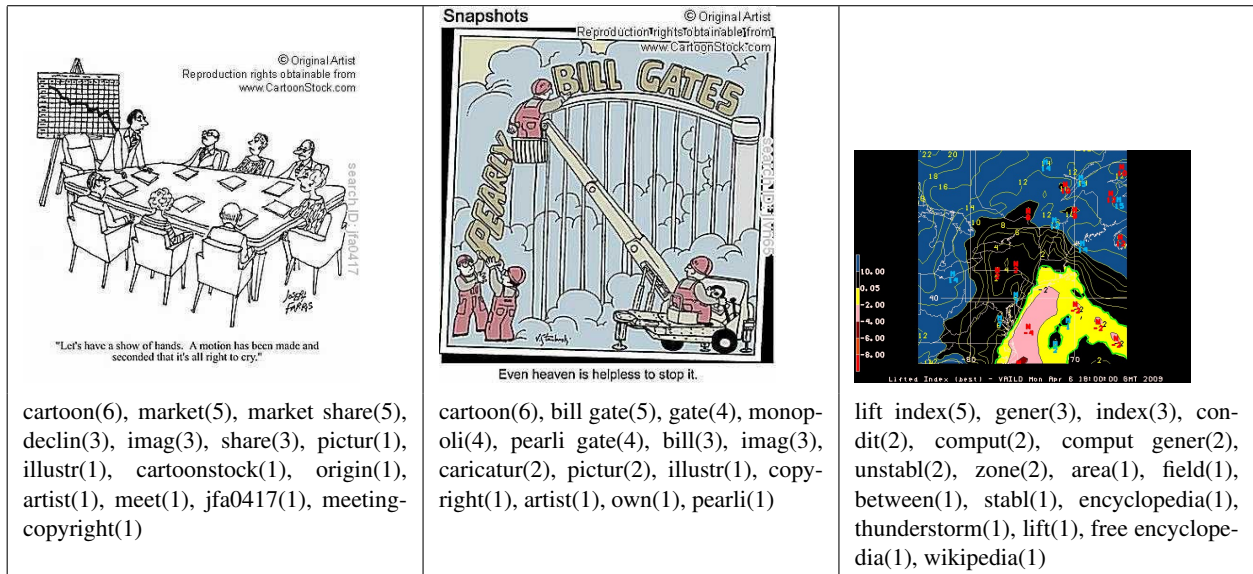 © Original Artist
Reproduction rights obtainable from
www.CartoonStock.com
search ID: jfa0417
JOSEPH
FARRIS
"Let's have a show of hands. A motion has been made and
seconded that it's all right to cry."
cartoon(6), market(5), market share(5),
declin(3), imag(3), share(3), pictur(1),
illustr(1), cartoonstock(1), origin(1),
artist(1), meet(1), jfa0417(1), meeting-
copyright(1)
Snapshots
© Original Artist
Reproduction rights obtainable from
www.CartoonStock.com
BILL GATES
PEARLY
Even heaven is helpless to stop it.
cartoon(6), bill gate(5), gate(4), monop-
oli(4), pearli gate(4), bill(3), imag(3),
caricatur(2), pictur(2), illustr(1), copy-
right(1), artist(1), own(1), pearli(1)
10.00
0.05
-2.00
-4.00
-6.00
-8.00
Lifted Index (best) - VAILD Mon Apr 6 18:00:00 GMT 2009
lift index(5), gener(3), index(3), con-
dit(2), comput(2), comput gener(2),
unstabl(2), zone(2), area(1), field(1),
between(1), stabl(1), encyclopedia(1),
thunderstorm(1), lift(1), free encyclope-
dia(1), wikipedia(1)